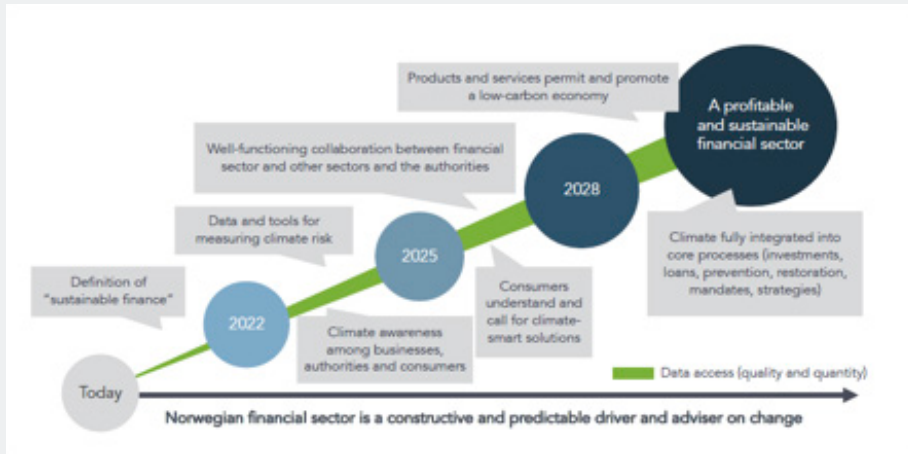 Products and services permit and promote
a low-carbon economy
A profitable
and sustainable
financial sector
Well-functioning collaboration between financial
sector and other sectors and the authorities
2028
Data and tools for
measuring climate risk
2025
Climate fully integrated into
core processes (investments,
loans, prevention, restoration,
mandates, strategies)
Definition of
"sustainable finance"
Consumers
understand and
call for climate-
smart solutions
2022
Climate awareness
among businesses,
authorities and consumers
Today
Data access (quality and quantity)
Norwegian financial sector is a constructive and predictable driver and adviser on change